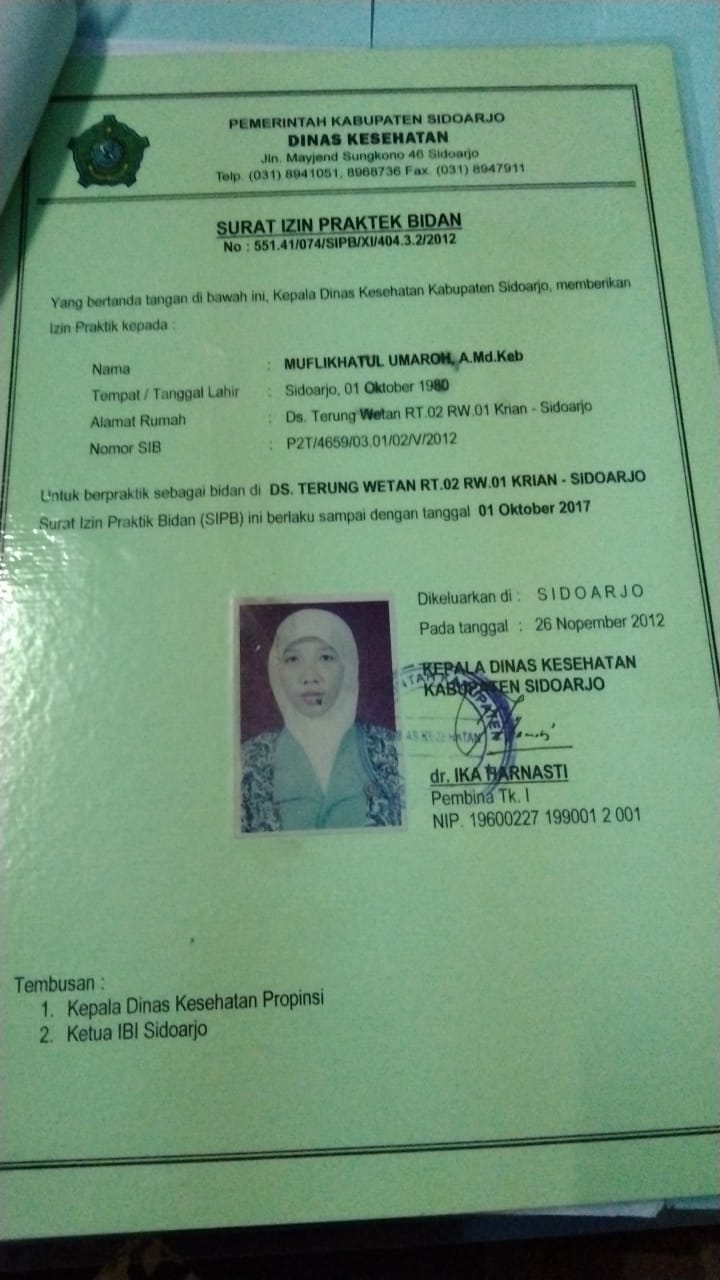 PEMERINTAH KABUPATEN SIDOARJO
DINAS KESEHATAN
Jln. Mayjend Sungkono 46 Sidoarjo
Telp. (031) 8941051, 8968736 Fax. (031) 8947911
SURAT IZIN PRAKTEK BIDAN
No : 551.41/074/SIPB/XI/404.3.2/2012
Yang bertanda tangan di bawah ini, Kepala Dinas Kesehatan Kabupaten Sidoarjo, memberikan
Izin Praktik kepada :
Nama : MUFLIKHATUL UMAROH, A.Md.Keb
Tempat / Tanggal Lahir : Sidoarjo, 01 Oktober 1980
Alamat Rumah : Ds. Terung Wetan RT.02 RW.01 Krian - Sidoarjo
Nomor SIB : P2T/4659/03.01/02/V/2012
Untuk berpraktik sebagai bidan di DS. TERUNG WETAN RT.02 RW.01 KRIAN - SIDOARJO
Surat Izin Praktik Bidan (SIPB) ini berlaku sampai dengan tanggal 01 Oktober 2017
Dikeluarkan di : SIDOARJO
Pada tanggal : 26 Nopember 2012
KEPALA DINAS KESEHATAN
KABUPATEN SIDOARJO
dr. IKA HARNASTI
Pembina Tk. I
NIP. 19600227 199001 2 001
Tembusan :
1. Kepala Dinas Kesehatan Propinsi
2. Ketua IBI Sidoarjo